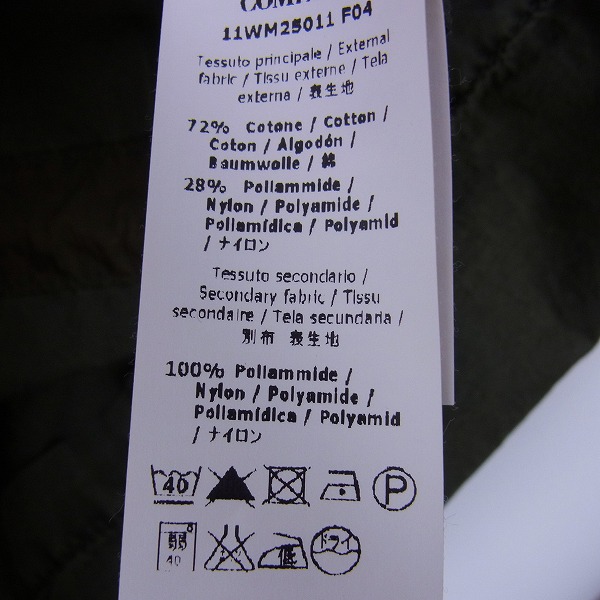 11WM25011 F04
Tessuto principale / External
fabric / Tissu externe / Tela
externa / 表生地
72% Cotone / Cotton /
Coton / Algodón /
Baumwolle / 綿
28% Poliammide /
Nylon / Polyamide /
Poliamídica / Polyamid
/ ナイロン
Tessuto secondario /
Secondary fabric / Tissu
secondaire / Tela secundaria /
別布 表生地
100% Poliammide /
Nylon / Polyamide /
Poliamídica / Polyamid
/ ナイロン
40 P
弱 40 低 ドライ